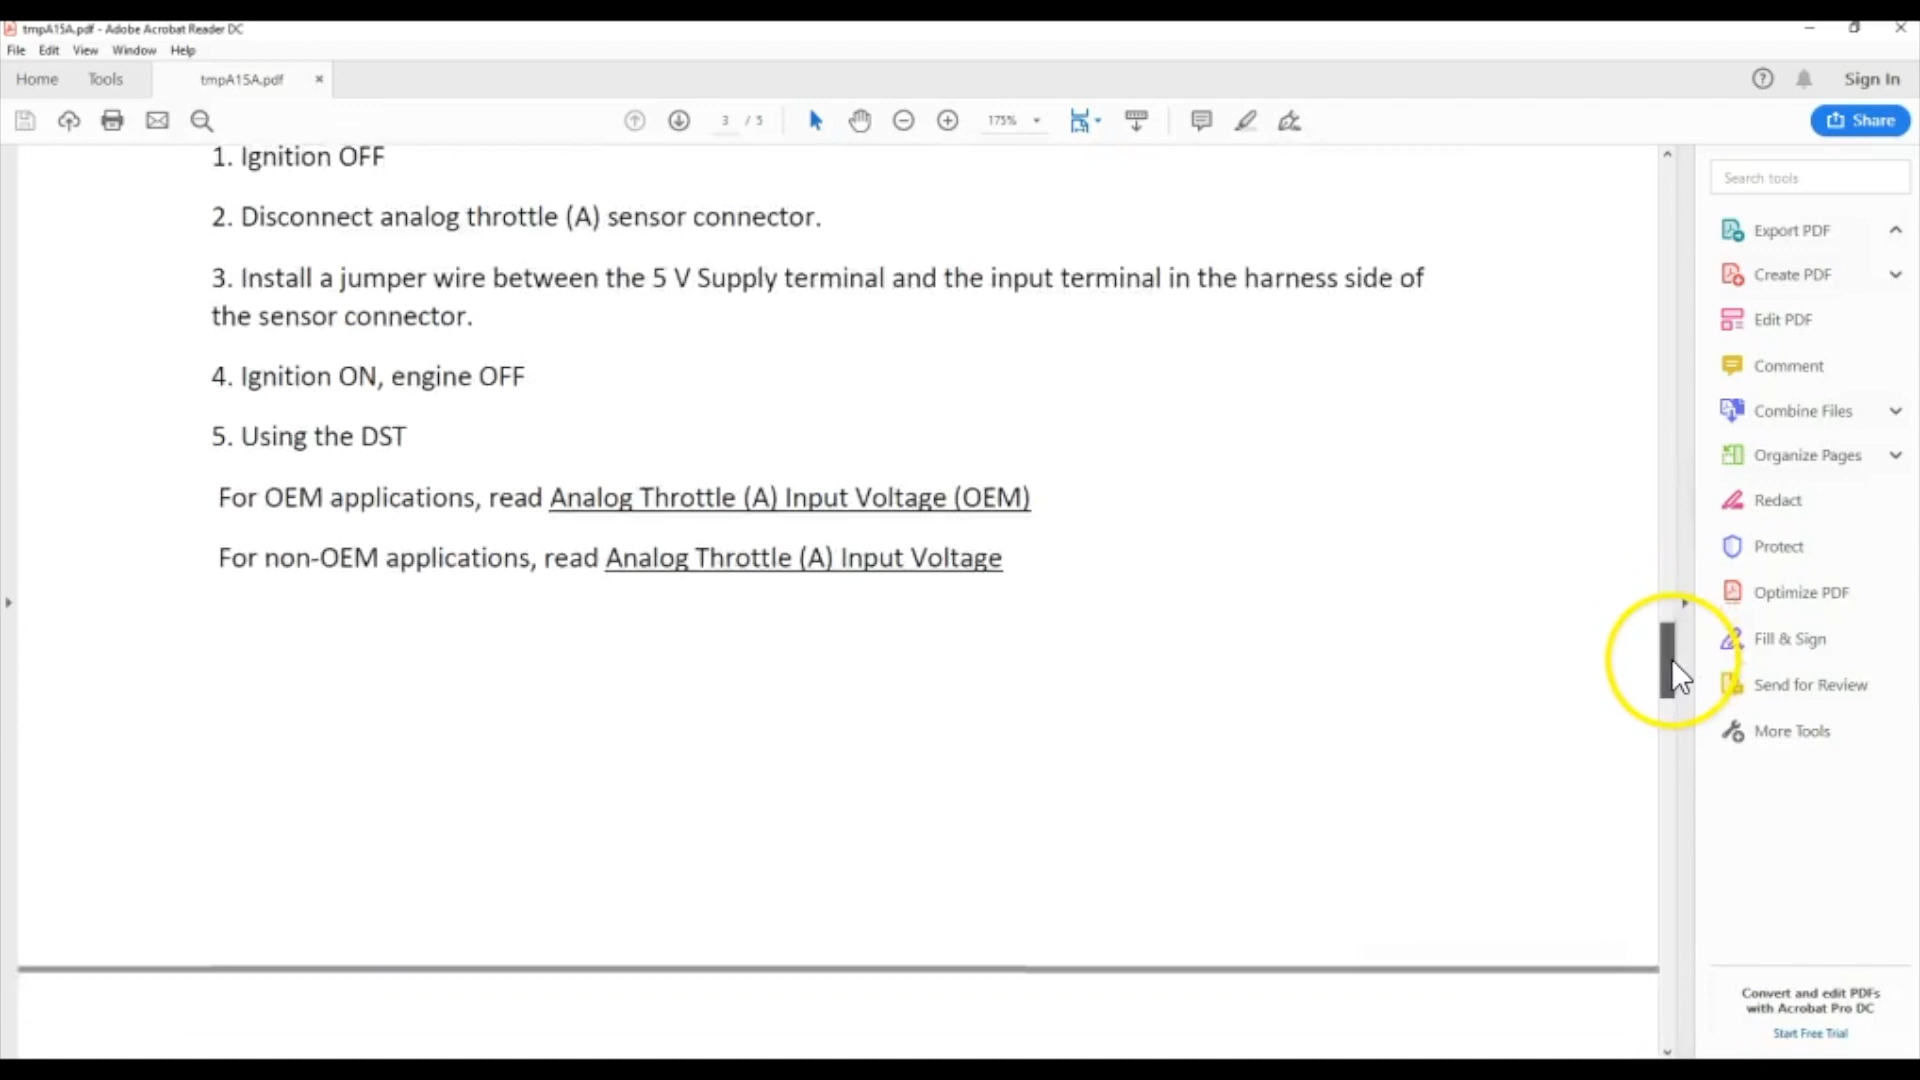 tmpA15A.pdf - Adobe Acrobat Reader DC
File Edit View Window Help
Home Tools tmpA15A.pdf × Sign In
3 / 5 175% Share
1. Ignition OFF
2. Disconnect analog throttle (A) sensor connector.
3. Install a jumper wire between the 5 V Supply terminal and the input terminal in the harness side of
the sensor connector.
4. Ignition ON, engine OFF
5. Using the DST
For OEM applications, read Analog Throttle (A) Input Voltage (OEM)
For non-OEM applications, read Analog Throttle (A) Input Voltage
Search tools
Export PDF
Create PDF
Edit PDF
Comment
Combine Files
Organize Pages
Redact
Protect
Optimize PDF
Fill & Sign
Send for Review
More Tools
Convert and edit PDFs
with Acrobat Pro DC
Start Free Trial